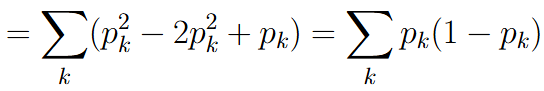 = \sum_k (p_k^2 - 2p_k^2 + p_k) = \sum_k p_k(1 - p_k)